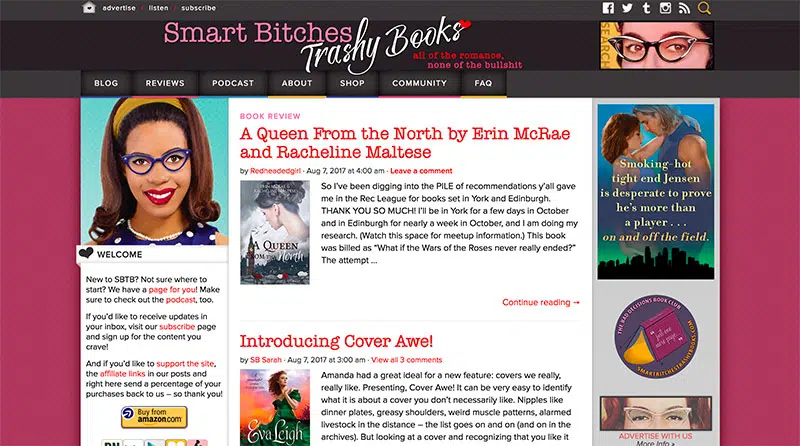 advertise / listen / subscribe
Smart Bitches
Trashy Books
all of the romance,
none of the bullshit
SEARCH
BLOG
REVIEWS
PODCAST
ABOUT
SHOP
COMMUNITY
FAQ
WELCOME
New to SBTB? Not sure where to
start? We have a page for you! Make
sure to check out the podcast, too.
If you'd like to receive updates in
your inbox, visit our subscribe page
and sign up for the content you
crave!
And if you'd like to support the site,
the affiliate links in our posts and
right here send a percentage of your
purchases back to us – so thank you!
Buy from
amazon.com
BN
BOOK REVIEW
A Queen From the North by Erin McRae
and Racheline Maltese
by Redheadedgirl · Aug 7, 2017 at 4:00 am · Leave a comment
ERIN MCRAE
RACHELINE MALTESE
A QUEEN
FROM THE North
So I've been digging into the PILE of recommendations y'all gave
me in the Rec League for books set in York and Edinburgh.
THANK YOU SO MUCH! I'll be in York for a few days in October
and in Edinburgh for nearly a week in October, and I am doing my
research. (Watch this space for meetup information.) This book
was billed as "What if the Wars of the Roses never really ended?"
The attempt ...
Continue reading →
Introducing Cover Awe!
by SB Sarah · Aug 7, 2017 at 3:00 am · View all 3 comments
Eva Leigh
Amanda had a great ideal for a new feature: covers we really,
really like. Presenting, Cover Awe! It can be very easy to identify
what it is about a cover you don't necessarily like. Nipples like
dinner plates, greasy shoulders, weird muscle patterns, alarmed
livestock in the distance – the list goes on and on (and on in the
archives). But looking at a cover and recognizing that you like it
Smoking-hot
tight end Jensen
is desperate to prove
he's more than
a player . . .
on and off the field.
THE BAD DECISIONS BOOK CLUB
just one more page...
SMARTBITCHESTRASHYBOOKS.COM
ADVERTISE WITH US
More Info >